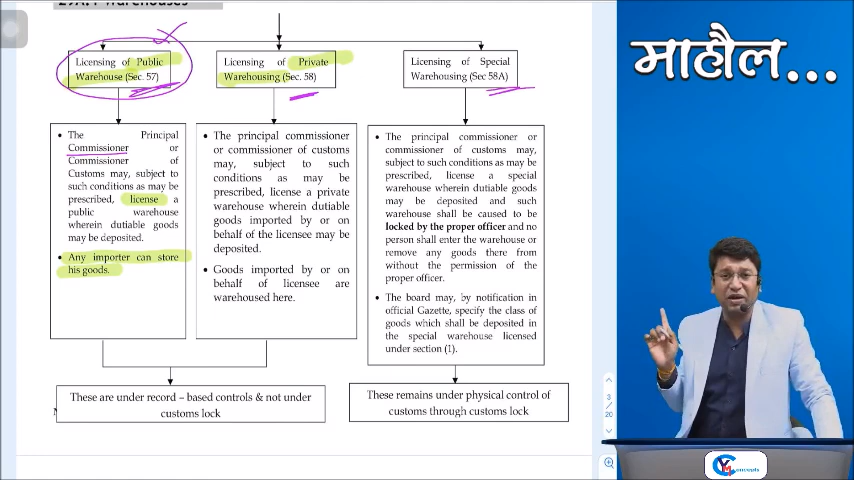 29A.4 Warehouses
माहौल...
Licensing of Public
Warehouse (Sec. 57)
Licensing of Private
Warehousing (Sec. 58)
Licensing of Special
Warehousing (Sec 58A)
• The Principal
Commissioner or
Commissioner of
Customs may, subject to
such conditions as may be
prescribed, license a
public warehouse
wherein dutiable goods
may be deposited.
• Any importer can store
his goods.
• The principal commissioner
or commissioner of customs
may, subject to such
conditions as may be
prescribed, license a private
warehouse wherein dutiable
goods imported by or on
behalf of the licensee may be
deposited.
• Goods imported by or on
behalf of licensee are
warehoused here.
• The principal commissioner or
commissioner of customs may,
subject to such conditions as may be
prescribed, license a special
warehouse wherein dutiable goods
may be deposited and such
warehouse shall be caused to be
locked by the proper officer and no
person shall enter the warehouse or
remove any goods there from
without the permission of the
proper officer.
• The board may, by notification in
official Gazette, specify the class of
goods which shall be deposited in
the special warehouse licensed
under section (1).
These are under record – based controls & not under
customs lock
These remains under physical control of
customs through customs lock
3
/
20